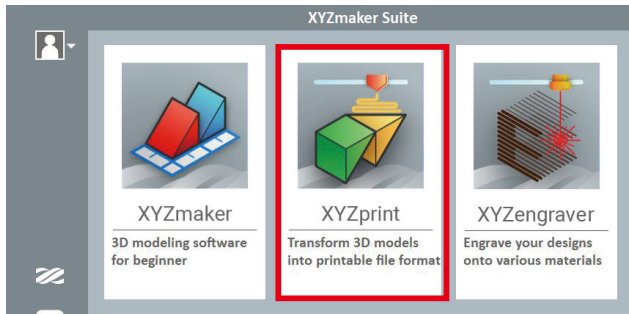 XYZmaker Suite
XYZmaker
3D modeling software
for beginner
XYZprint
Transform 3D models
into printable file format
XYZengraver
Engrave your designs
onto various materials